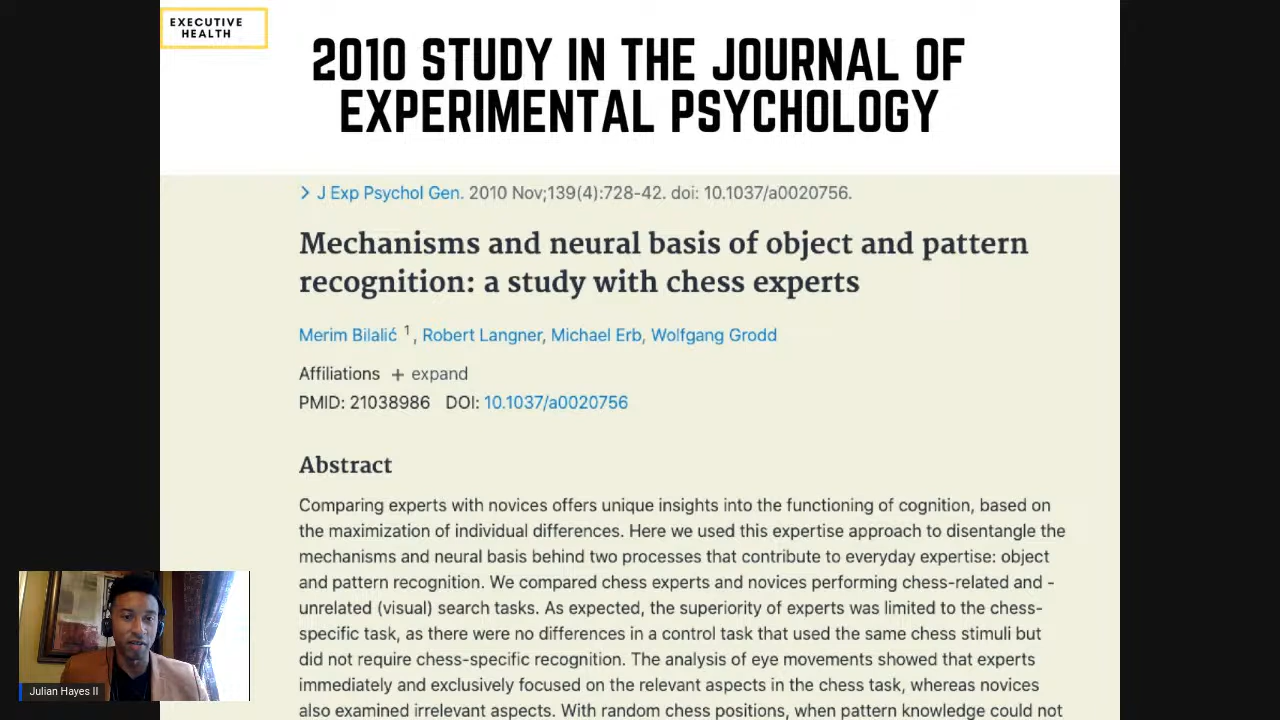 EXECUTIVE
HEALTH
2010 STUDY IN THE JOURNAL OF
EXPERIMENTAL PSYCHOLOGY
> J Exp Psychol Gen. 2010 Nov;139(4):728-42. doi: 10.1037/a0020756.
Mechanisms and neural basis of object and pattern
recognition: a study with chess experts
Merim Bilalić 1, Robert Langner, Michael Erb, Wolfgang Grodd
Affiliations + expand
PMID: 21038986 DOI: 10.1037/a0020756
Abstract
Comparing experts with novices offers unique insights into the functioning of cognition, based on
the maximization of individual differences. Here we used this expertise approach to disentangle the
mechanisms and neural basis behind two processes that contribute to everyday expertise: object
and pattern recognition. We compared chess experts and novices performing chess-related and -
unrelated (visual) search tasks. As expected, the superiority of experts was limited to the chess-
specific task, as there were no differences in a control task that used the same chess stimuli but
did not require chess-specific recognition. The analysis of eye movements showed that experts
immediately and exclusively focused on the relevant aspects in the chess task, whereas novices
also examined irrelevant aspects. With random chess positions, when pattern knowledge could not
Julian Hayes II